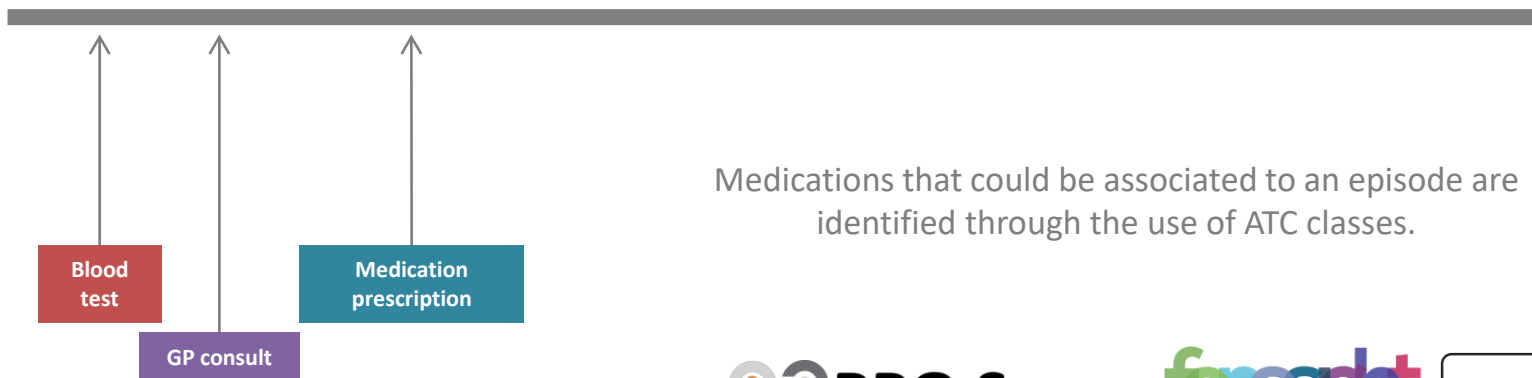 Medications that could be associated to an episode are
identified through the use of ATC classes.
Blood
test
Medication
prescription
GP consult